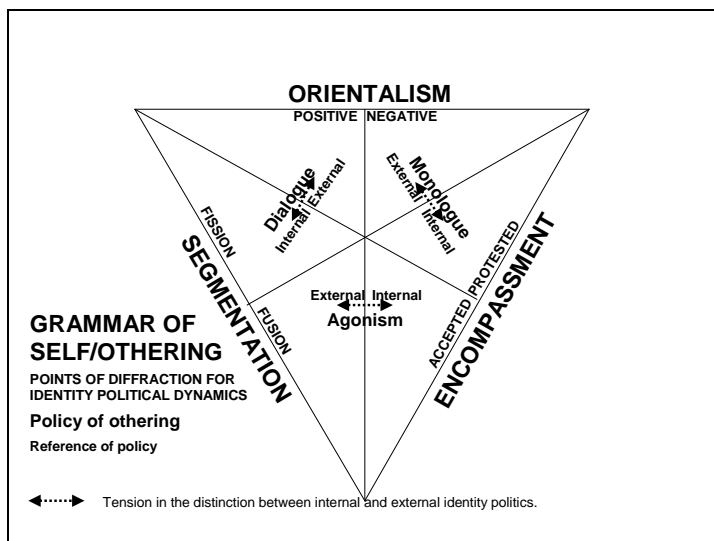 ORIENTALISM
POSITIVE NEGATIVE
Dialogue
Internal External
Monologue
External Internal
FISSION
SEGMENTATION
FUSION
PROTESTED
ACCEPTED
ENCOMPASSMENT
External Internal
Agonism
GRAMMAR OF
SELF/OTHERING
POINTS OF DIFFRACTION FOR
IDENTITY POLITICAL DYNAMICS
Policy of othering
Reference of policy
Tension in the distinction between internal and external identity politics.